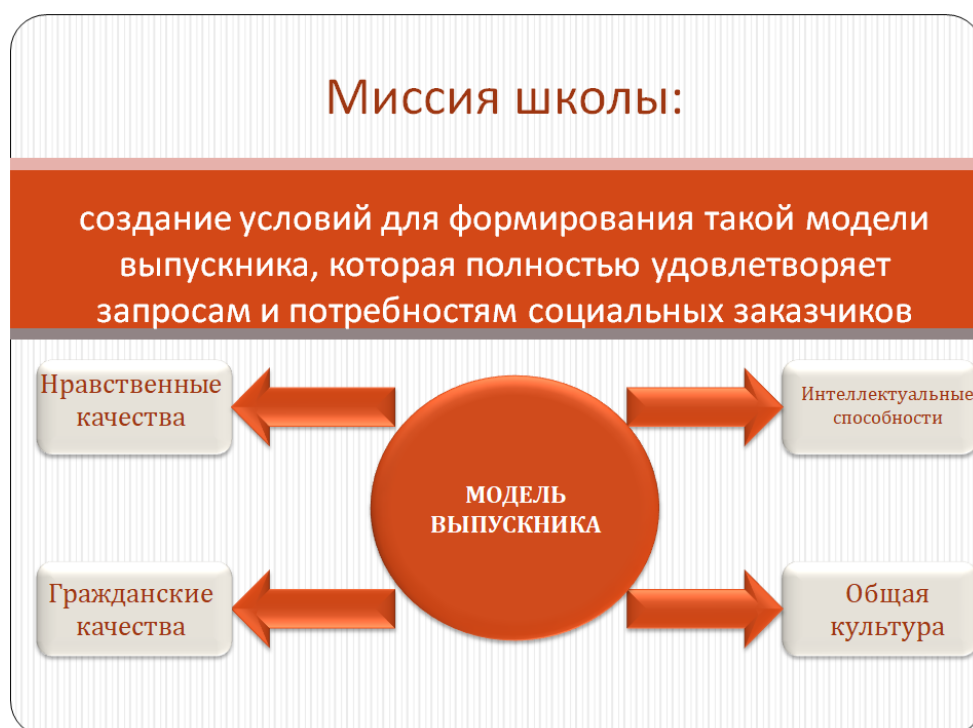 Миссия школы:
создание условий для формирования такой модели
выпускника, которая полностью удовлетворяет
запросам и потребностям социальных заказчиков
Нравственные
качества
Интеллектуальные
способности
МОДЕЛЬ
ВЫПУСКНИКА
Гражданские
качества
Общая
культура